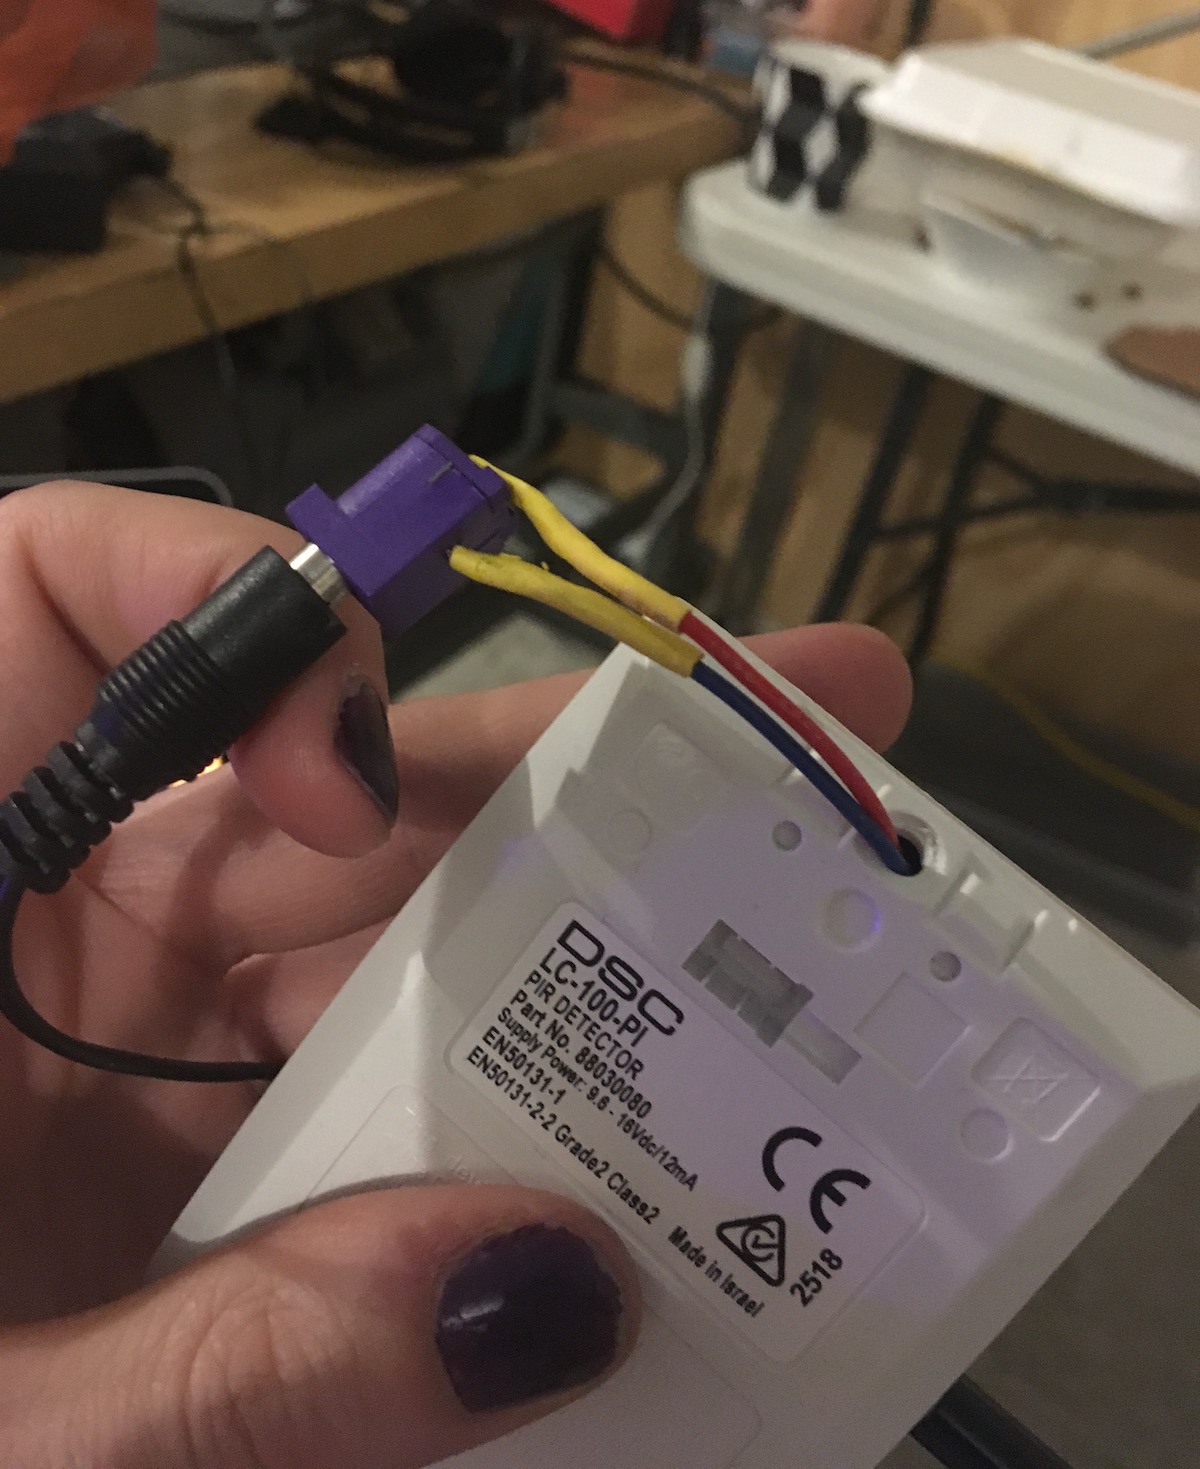 DSC
LC-100-PI
PIR DETECTOR
Part No. 88030080
Supply Power: 9.6 - 16Vdc/12mA
EN50131-1
EN50131-2-2 Grade2 Class2
Made in Israel
CE
2518